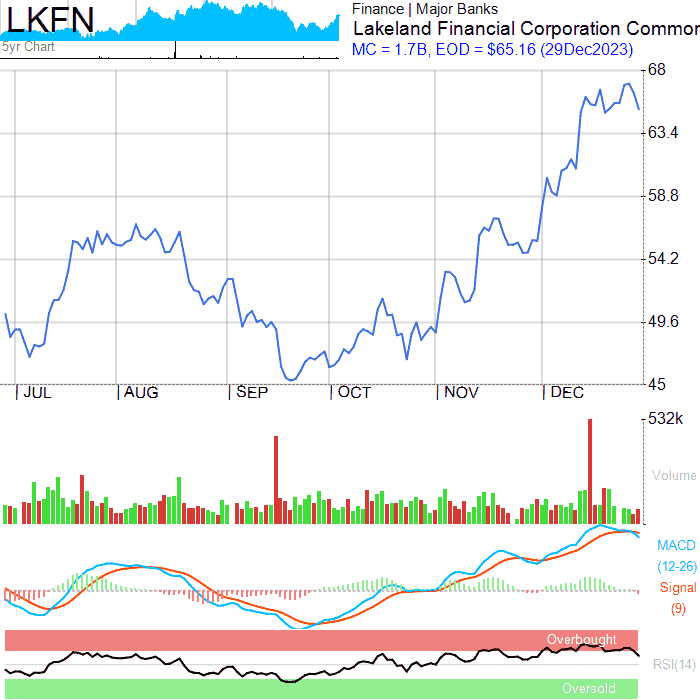 LKFN
5yr Chart
Finance | Major Banks
Lakeland Financial Corporation Common
MC = 1.7B, EOD = $65.16 (29Dec2023)
68
63.4
58.8
54.2
49.6
45
JUL AUG SEP OCT NOV DEC
532k
Volume
MACD
(12-26)
Signal
(9)
Overbought
RSI(14)
Oversold